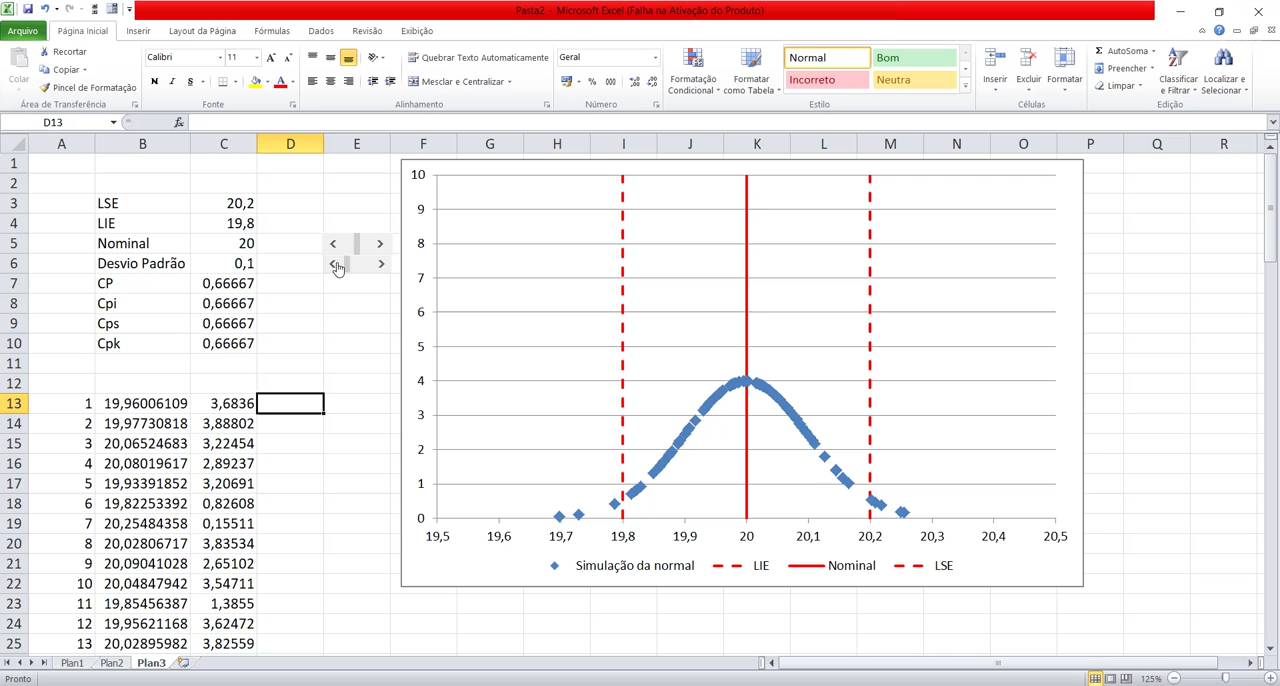 Pasta2 - Microsoft Excel (Falha na Ativação do Produto)
Arquivo Página Inicial Inserir Layout da Página Fórmulas Dados Revisão Exibição
Colar
Recortar
Copiar
Pincel de Formatação
Área de Transferência
Calibri 11
N I S
Fonte
Quebrar Texto Automaticamente
Mesclar e Centralizar
Alinhamento
Geral
% 000
Número
Formatação Condicional
Formatar como Tabela
Normal Bom
Incorreto Neutra
Estilo
Inserir Excluir Formatar
Células
AutoSoma
Preencher
Limpar
Classificar e Filtrar
Localizar e Selecionar
Edição
D13 fx
A B C D E F G H I J K L M N O P Q R
1
2
3 LSE 20,2
4 LIE 19,8
5 Nominal 20
6 Desvio Padrão 0,1
7 CP 0,66667
8 Cpi 0,66667
9 Cps 0,66667
10 Cpk 0,66667
11
12
13 1 19,96006109 3,6836
14 2 19,97730818 3,88802
15 3 20,06524683 3,22454
16 4 20,08019617 2,89237
17 5 19,93391852 3,20691
18 6 19,82253392 0,82608
19 7 20,25484358 0,15511
20 8 20,02806717 3,83534
21 9 20,09041028 2,65102
22 10 20,04847942 3,54711
23 11 19,85456387 1,3855
24 12 19,95621168 3,62472
25 13 20,02895982 3,82559
10
9
8
7
6
5
4
3
2
1
0
19,5 19,6 19,7 19,8 19,9 20 20,1 20,2 20,3 20,4 20,5
Simulação da normal LIE Nominal LSE
Plan1 Plan2 Plan3
Pronto 125%